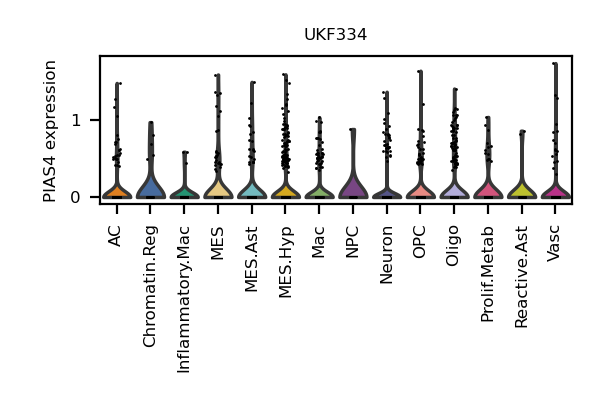 UKF334
PIAS4 expression
1
0
AC
Chromatin.Reg
Inflammatory.Mac
MES
MES.Ast
MES.Hyp
Mac
NPC
Neuron
OPC
Oligo
Prolif.Metab
Reactive.Ast
Vasc